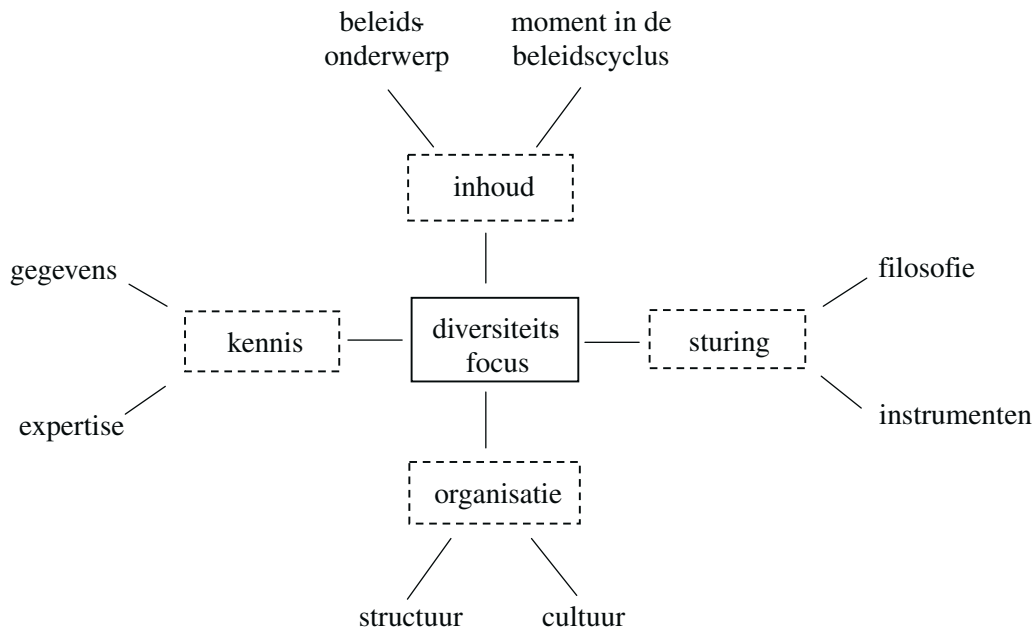 beleids-
onderwerp
moment in de
beleidscyclus
inhoud
gegevens
filosofie
kennis
diversiteits
focus
sturing
expertise
instrumenten
organisatie
structuur
cultuur